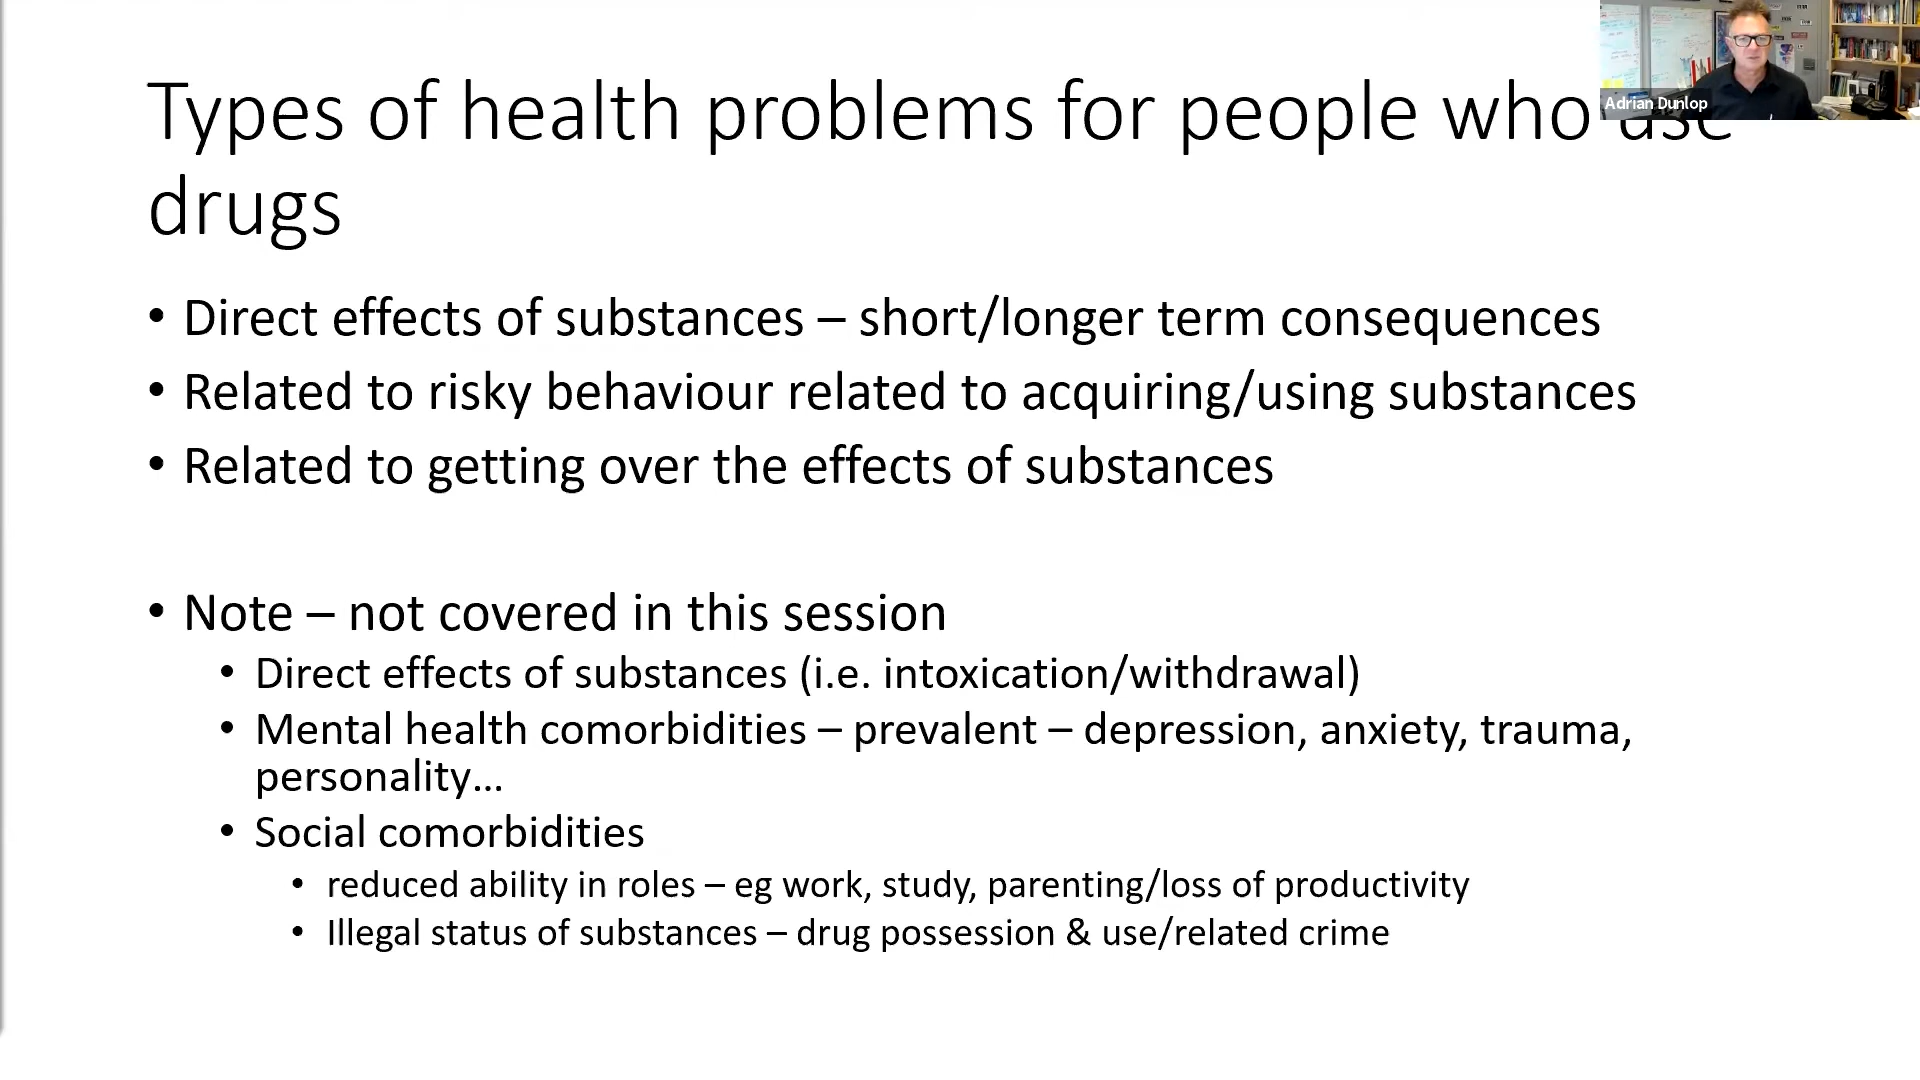 Types of health problems for people who use
drugs
• Direct effects of substances – short/longer term consequences
• Related to risky behaviour related to acquiring/using substances
• Related to getting over the effects of substances
• Note – not covered in this session
• Direct effects of substances (i.e. intoxication/withdrawal)
• Mental health comorbidities – prevalent – depression, anxiety, trauma,
personality...
• Social comorbidities
• reduced ability in roles – eg work, study, parenting/loss of productivity
• Illegal status of substances – drug possession & use/related crime
Adrian Dunlop